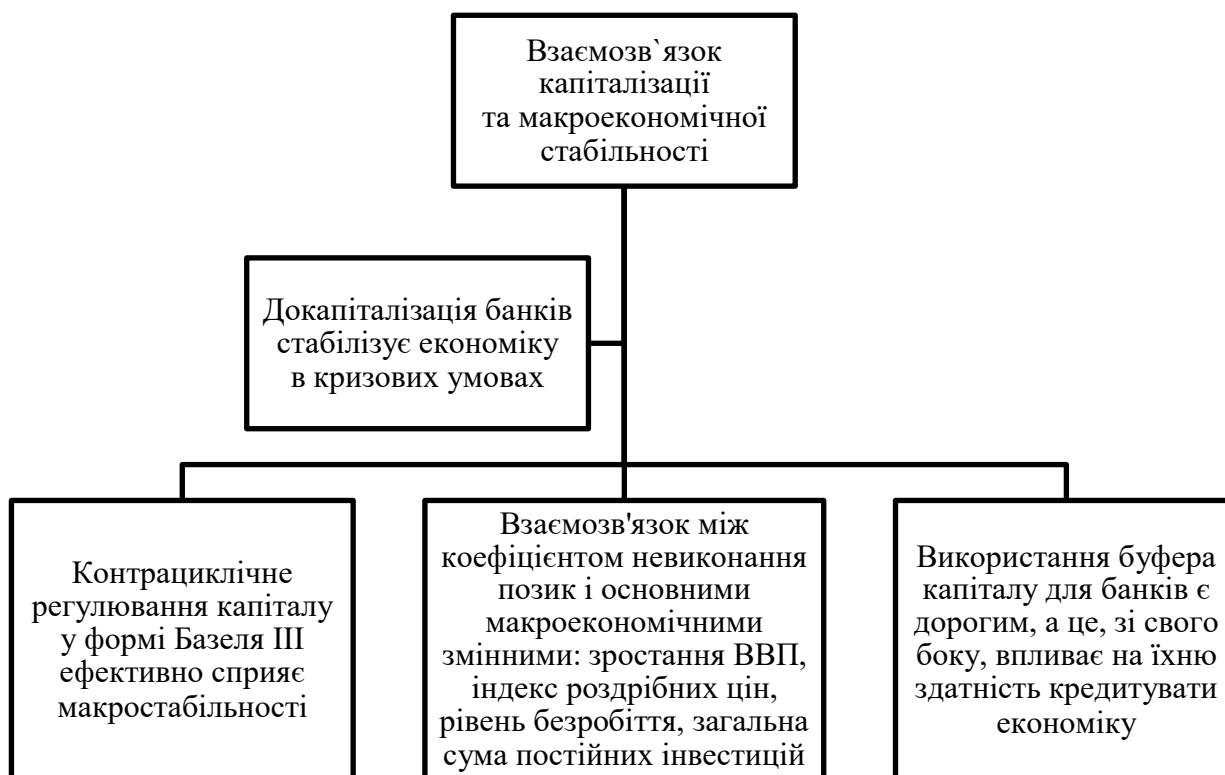 Взаємозв`язок
капіталізації
та макроекономічної
стабільності
Докапіталізація банків
стабілізує економіку
в кризових умовах
Контрациклічне
регулювання капіталу
у формі Базеля III
ефективно сприяє
макростабільності
Взаємозв'язок між
коефіцієнтом невиконання
позик і основними
макроекономічними
змінними: зростання ВВП,
індекс роздрібних цін,
рівень безробіття, загальна
сума постійних інвестицій
Використання буфера
капіталу для банків є
дорогим, а це, зі свого
боку, впливає на їхню
здатність кредитувати
економіку